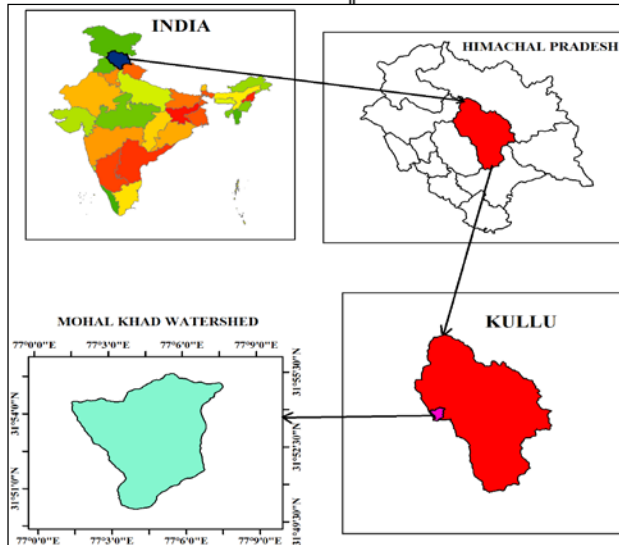 INDIA
HIMACHAL PRADESH
MOHAL KHAD WATERSHED
77°0'0"E 77°3'0"E 77°6'0"E 77°9'0"E
31°54'0"N
31°51'0"N
31°55'30"N
31°52'30"N
31°49'30"N
77°0'0"E 77°3'0"E 77°6'0"E 77°9'0"E
KULLU